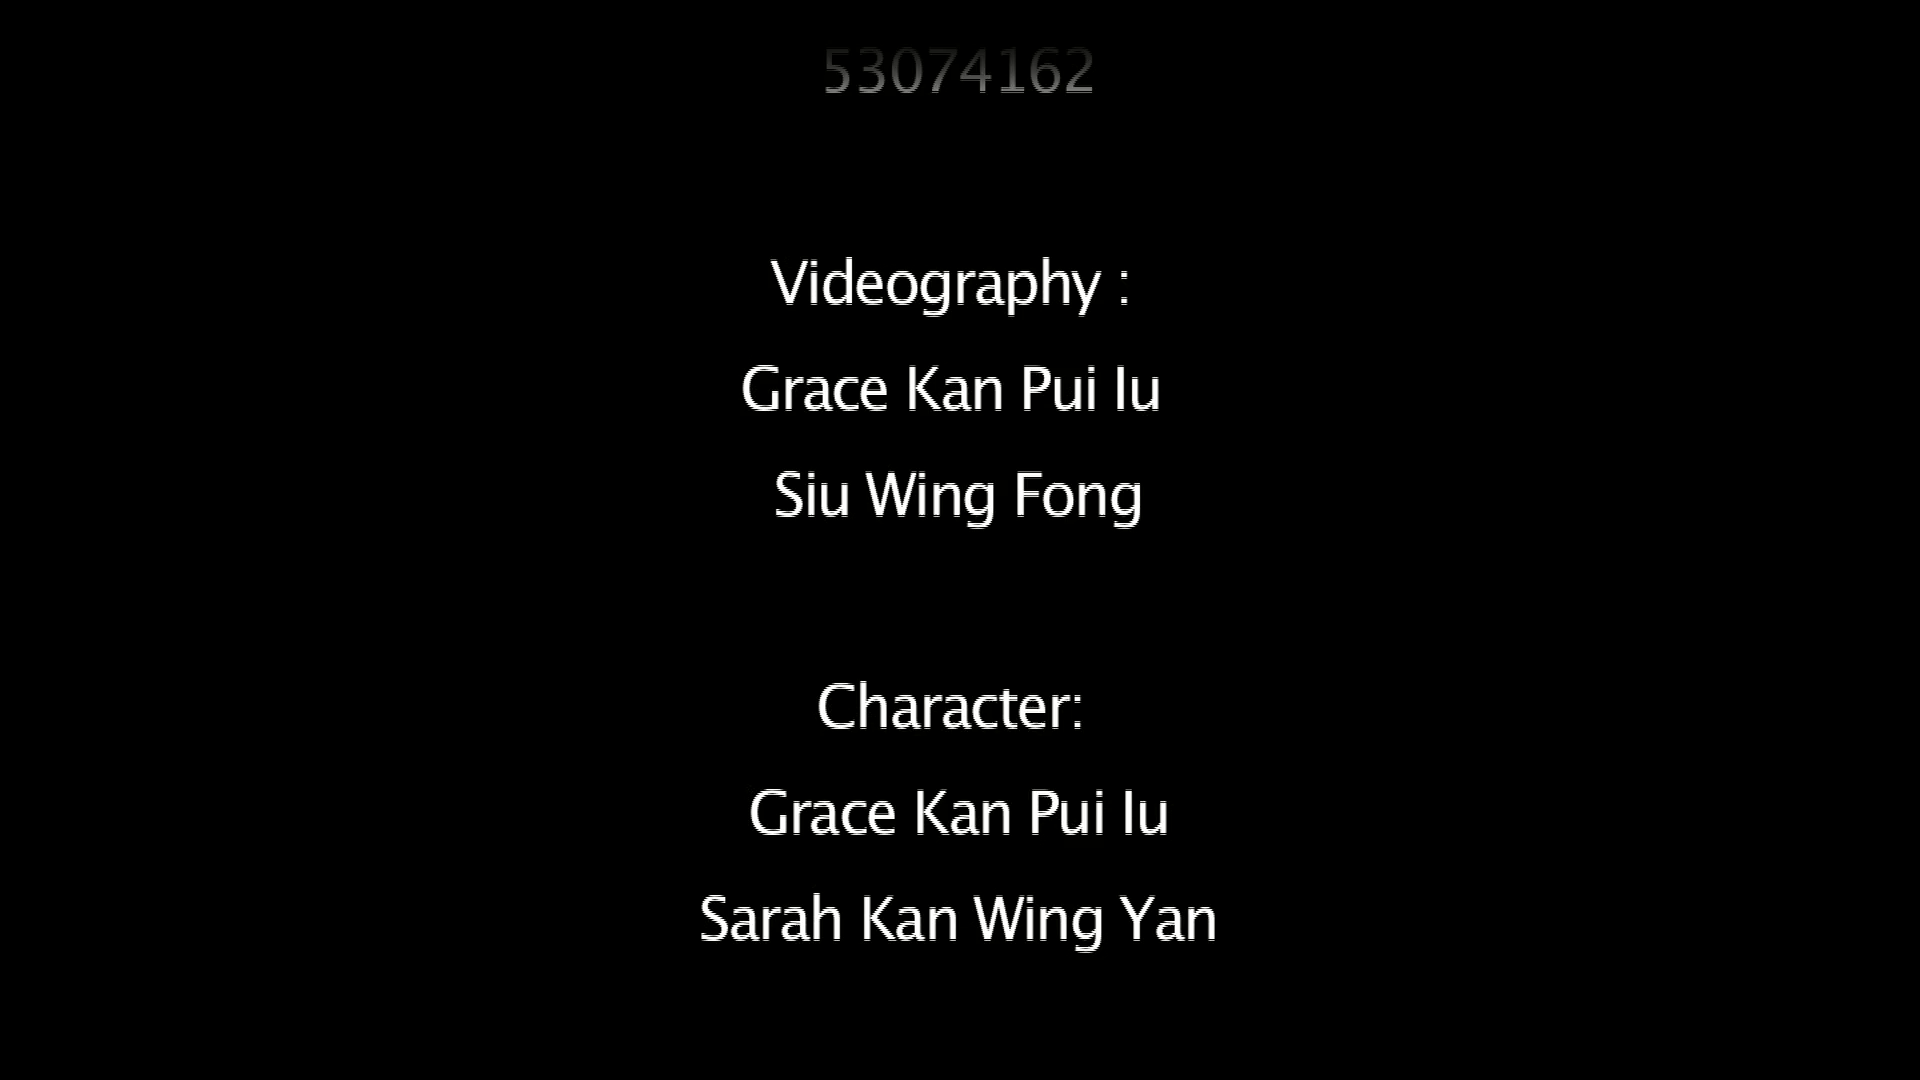 53074162
Videography :
Grace Kan Pui Iu
Siu Wing Fong
Character:
Grace Kan Pui Iu
Sarah Kan Wing Yan